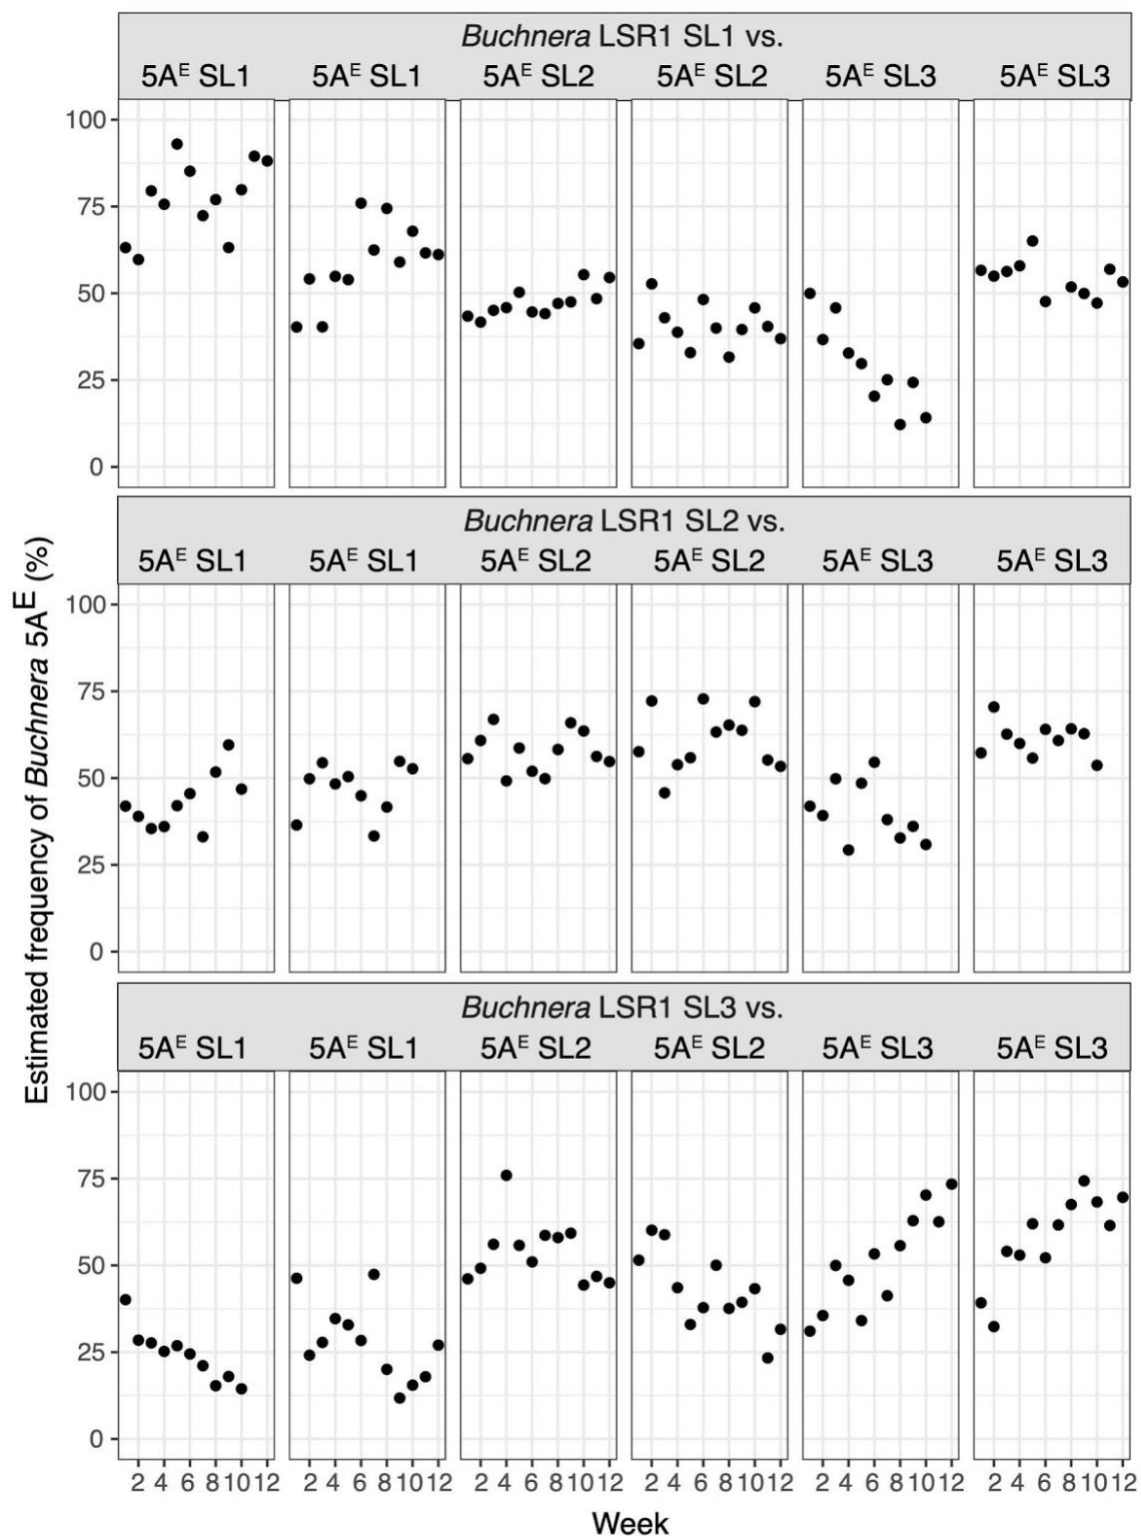 Buchnera LSR1 SL1 vs.
5Aᴱ SL1 5Aᴱ SL1 5Aᴱ SL2 5Aᴱ SL2 5Aᴱ SL3 5Aᴱ SL3
100
75
50
25
0
Buchnera LSR1 SL2 vs.
5Aᴱ SL1 5Aᴱ SL1 5Aᴱ SL2 5Aᴱ SL2 5Aᴱ SL3 5Aᴱ SL3
100
75
50
25
0
Estimated frequency of Buchnera 5Aᴱ (%)
Buchnera LSR1 SL3 vs.
5Aᴱ SL1 5Aᴱ SL1 5Aᴱ SL2 5Aᴱ SL2 5Aᴱ SL3 5Aᴱ SL3
100
75
50
25
0
2 4 6 8 10 12 2 4 6 8 10 12 2 4 6 8 10 12 2 4 6 8 10 12 2 4 6 8 10 12 2 4 6 8 10 12
Week